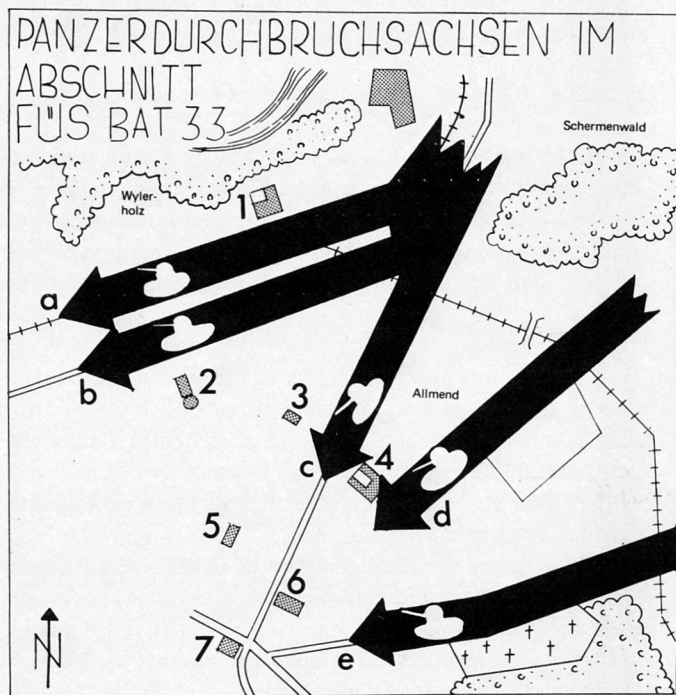 PANZERDURCHBRUCHSACHSEN IM
ABSCHNITT
FÜS BAT 33
Schermenwald
Wyler-
holz
1
a
b
2
3
Allmend
c
4
d
5
6
7
e
N